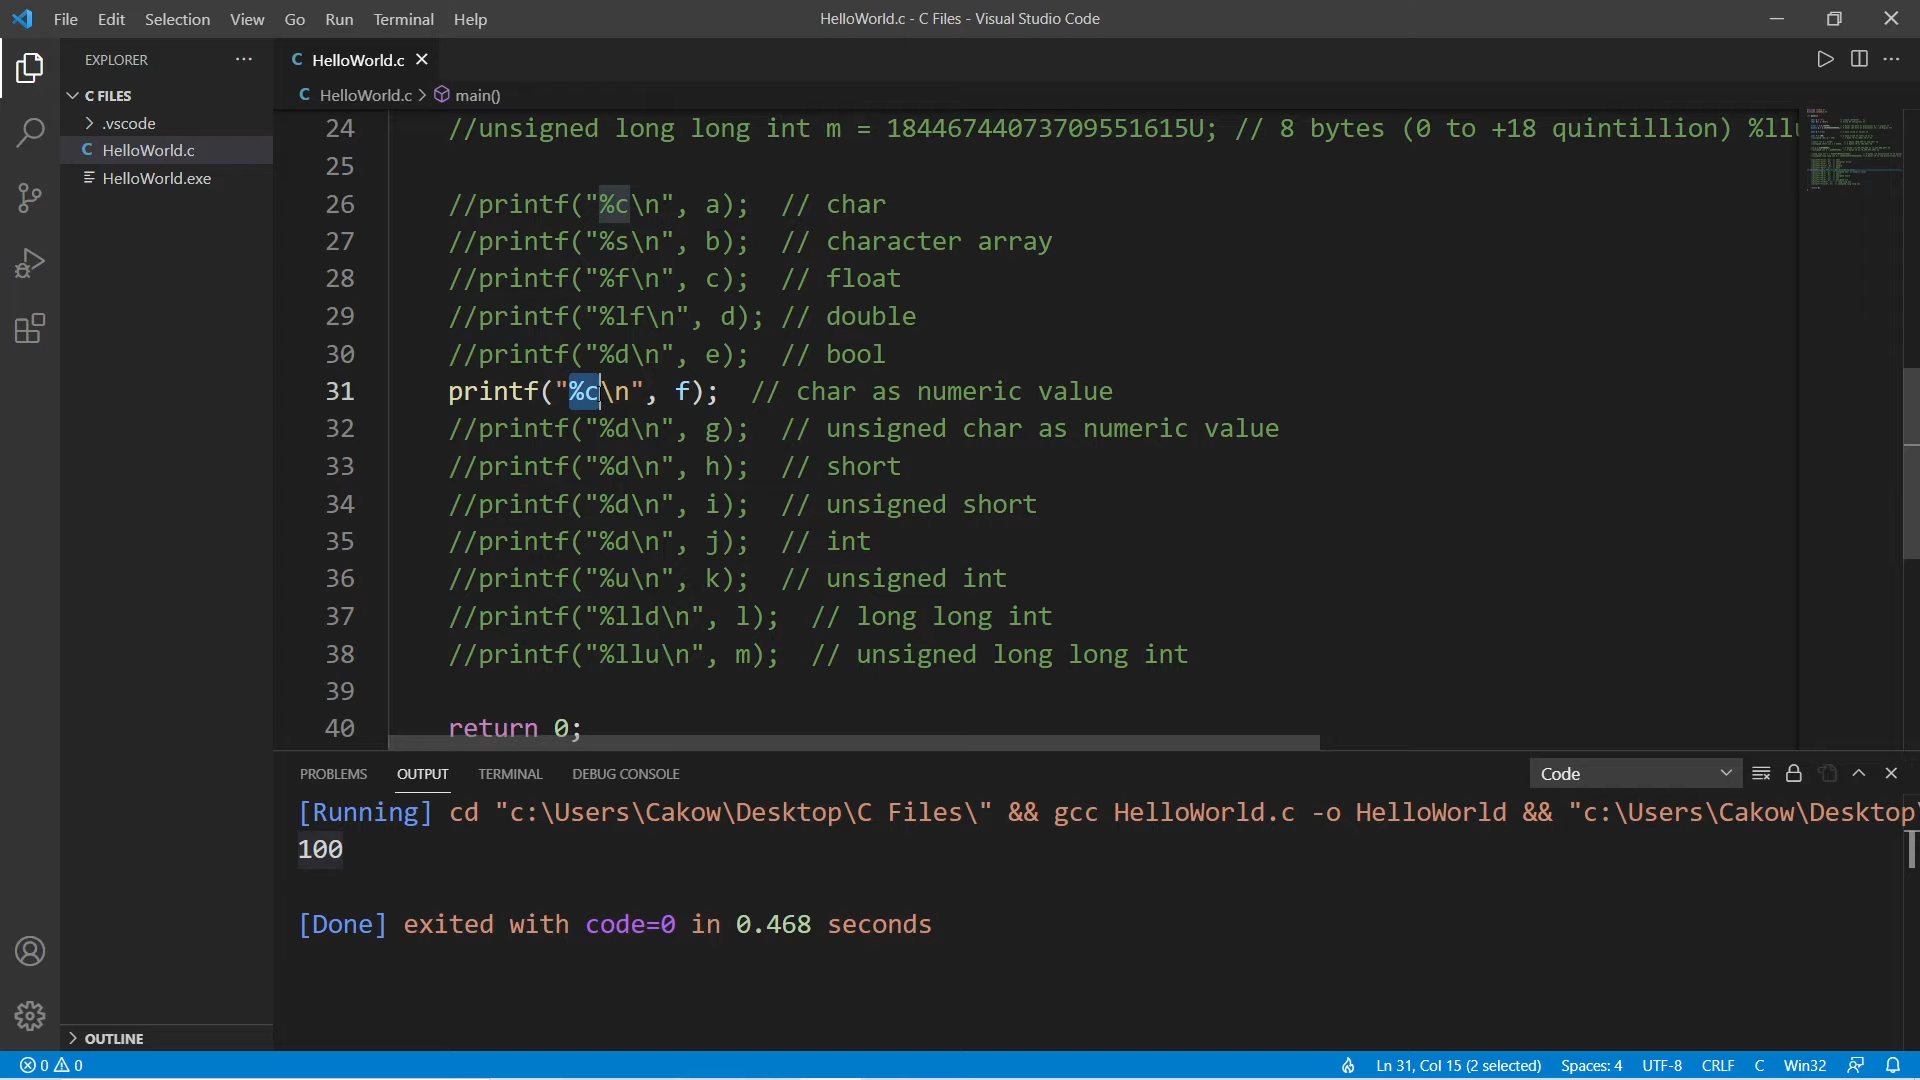 File Edit Selection View Go Run Terminal Help
HelloWorld.c - C Files - Visual Studio Code
EXPLORER
C FILES
.vscode
C HelloWorld.c
HelloWorld.exe
OUTLINE
C HelloWorld.c
C HelloWorld.c > main()
24 //unsigned long long int m = 18446744073709551615U; // 8 bytes (0 to +18 quintillion) %llu
25
26 //printf("%c\n", a);  // char
27 //printf("%s\n", b);  // character array
28 //printf("%f\n", c);  // float
29 //printf("%lf\n", d); // double
30 //printf("%d\n", e);  // bool
31 printf("%c\n", f);  // char as numeric value
32 //printf("%d\n", g);  // unsigned char as numeric value
33 //printf("%d\n", h);  // short
34 //printf("%d\n", i);  // unsigned short
35 //printf("%d\n", j);  // int
36 //printf("%u\n", k);  // unsigned int
37 //printf("%lld\n", l);  // long long int
38 //printf("%llu\n", m);  // unsigned long long int
39
40 return 0;
PROBLEMS OUTPUT TERMINAL DEBUG CONSOLE
Code
[Running] cd "c:\Users\Cakow\Desktop\C Files\" && gcc HelloWorld.c -o HelloWorld && "c:\Users\Cakow\Desktop\
100
[Done] exited with code=0 in 0.468 seconds
0 0
Ln 31, Col 15 (2 selected) Spaces: 4 UTF-8 CRLF C Win32